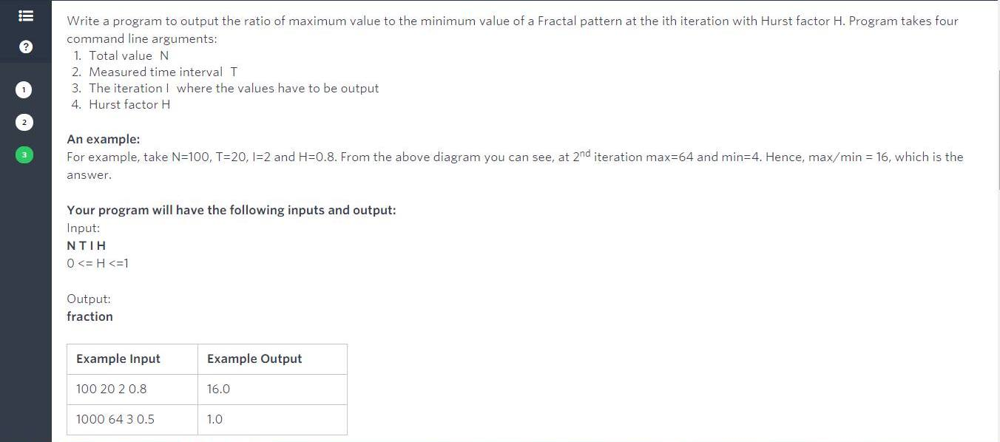 Write a program to output the ratio of maximum value to the minimum value of a Fractal pattern at the ith iteration with Hurst factor H. Program takes four
command line arguments:
1. Total value N
2. Measured time interval T
3. The iteration I where the values have to be output
4. Hurst factor H
An example:
For example, take N=100, T=20, I=2 and H=0.8. From the above diagram you can see, at 2nd iteration max=64 and min=4. Hence, max/min = 16, which is the
answer.
Your program will have the following inputs and output:
Input:
N T I H
0 <= H <=1
Output:
fraction
Example Input Example Output
100 20 2 0.8 16.0
1000 64 3 0.5 1.0
?
1
2
3